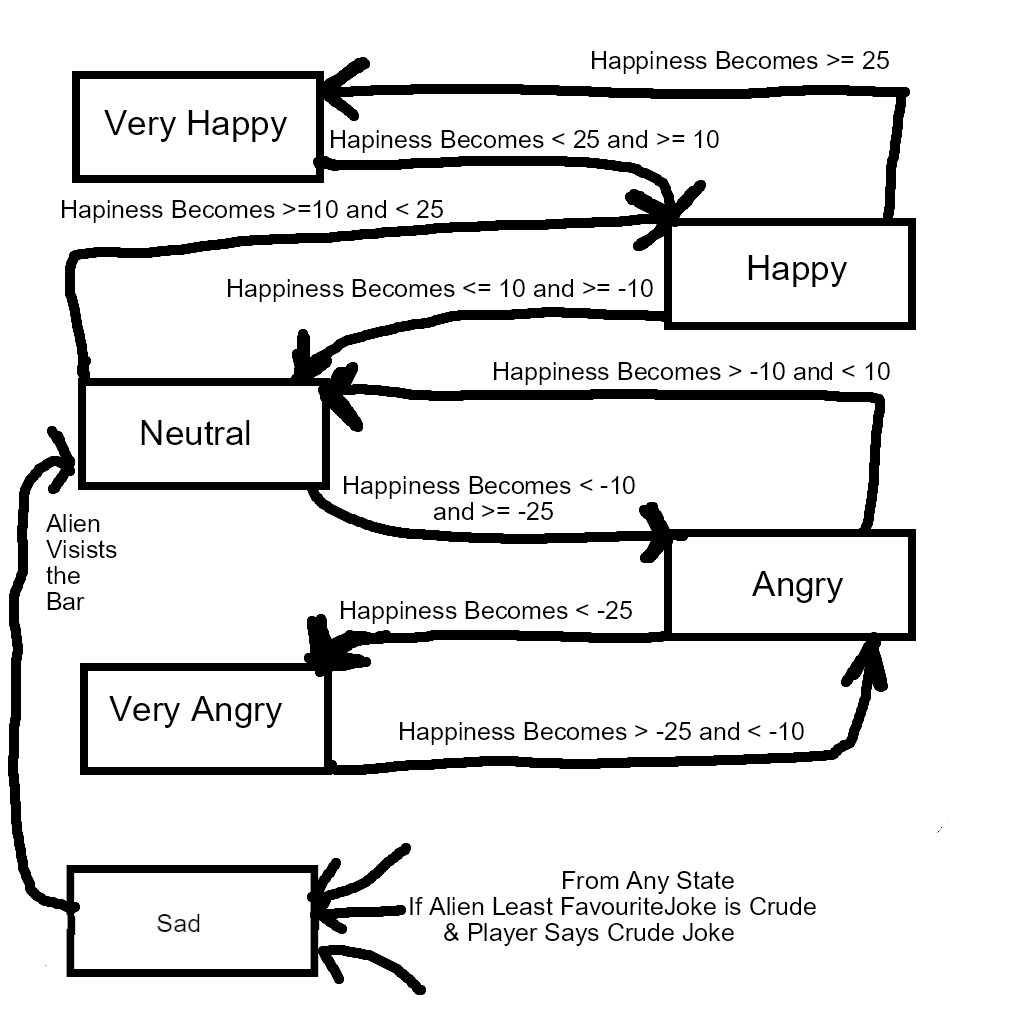 Happiness Becomes >= 25
Very Happy
Hapiness Becomes < 25 and >= 10
Hapiness Becomes >=10 and < 25
Happy
Happiness Becomes <= 10 and >= -10
Happiness Becomes > -10 and < 10
Neutral
Happiness Becomes < -10
and >= -25
Alien
Visists
the
Bar
Angry
Happiness Becomes < -25
Very Angry
Happiness Becomes > -25 and < -10
Sad
From Any State
If Alien Least FavouriteJoke is Crude
& Player Says Crude Joke